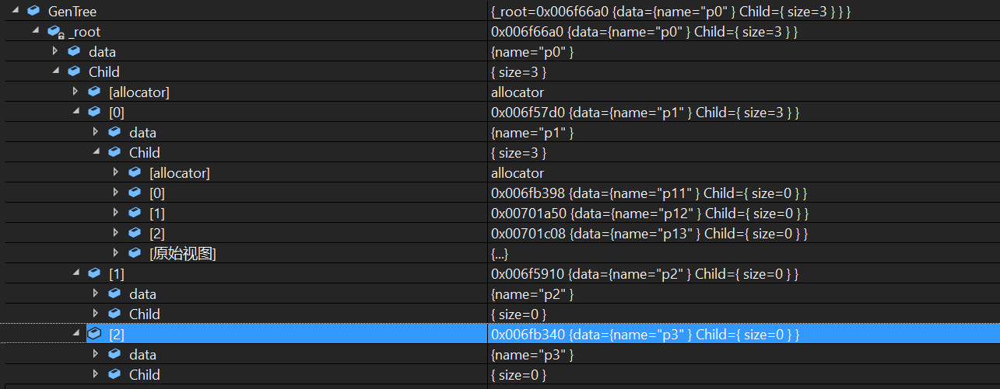 GenTree {_root=0x006f66a0 {data={name="p0" } Child={ size=3 } } }
_root 0x006f66a0 {data={name="p0" } Child={ size=3 } }
data {name="p0" }
Child { size=3 }
[allocator] allocator
[0] 0x006f57d0 {data={name="p1" } Child={ size=3 } }
data {name="p1" }
Child { size=3 }
[allocator] allocator
[0] 0x006fb398 {data={name="p11" } Child={ size=0 } }
[1] 0x00701a50 {data={name="p12" } Child={ size=0 } }
[2] 0x00701c08 {data={name="p13" } Child={ size=0 } }
[原始视图] {...}
[1] 0x006f5910 {data={name="p2" } Child={ size=0 } }
data {name="p2" }
Child { size=0 }
[2] 0x006fb340 {data={name="p3" } Child={ size=0 } }
data {name="p3" }
Child { size=0 }